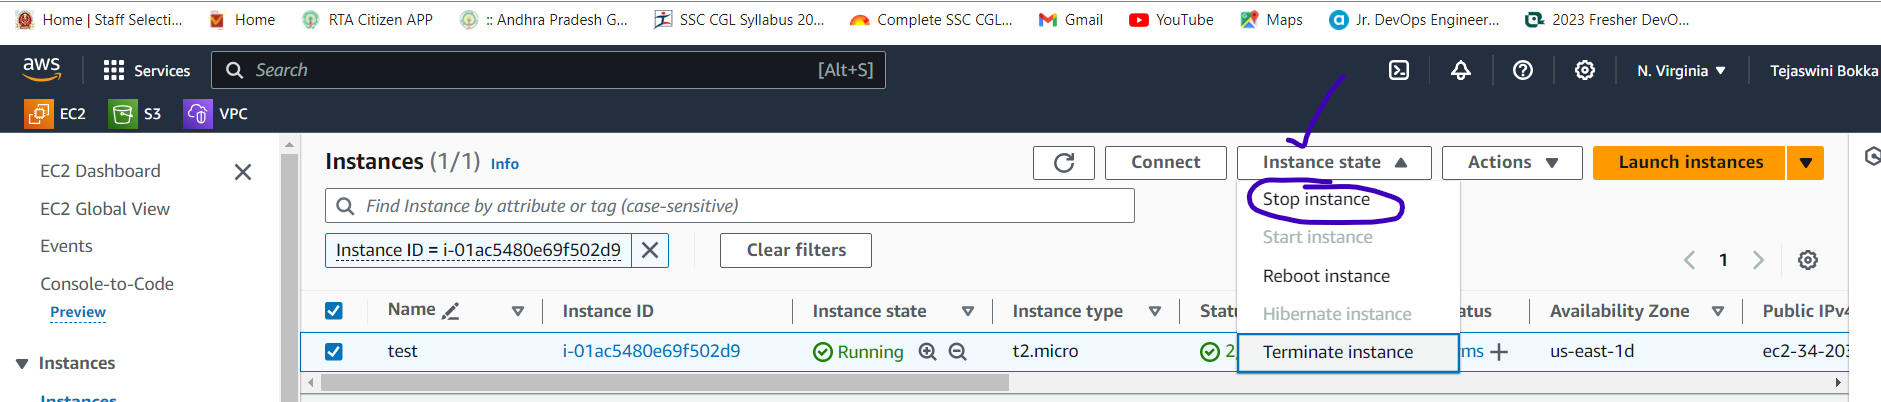 Home | Staff Selecti... Home RTA Citizen APP :: Andhra Pradesh G... SSC CGL Syllabus 20... Complete SSC CGL... Gmail YouTube Maps Jr. DevOps Engineer... 2023 Fresher DevO...
aws Services Search [Alt+S] N. Virginia Tejaswini Bokka
EC2 S3 VPC
EC2 Dashboard
EC2 Global View
Events
Console-to-Code
Preview
Instances
Instances
Instances (1/1) Info Connect Instance state Actions Launch instances
Stop instance
Start instance
Reboot instance
Hibernate instance
Terminate instance
Find Instance by attribute or tag (case-sensitive)
Instance ID = i-01ac5480e69f502d9 Clear filters
1
Name Instance ID Instance state Instance type Statu atus Availability Zone Public IPv4
test i-01ac5480e69f502d9 Running t2.micro 2, ms us-east-1d ec2-34-203